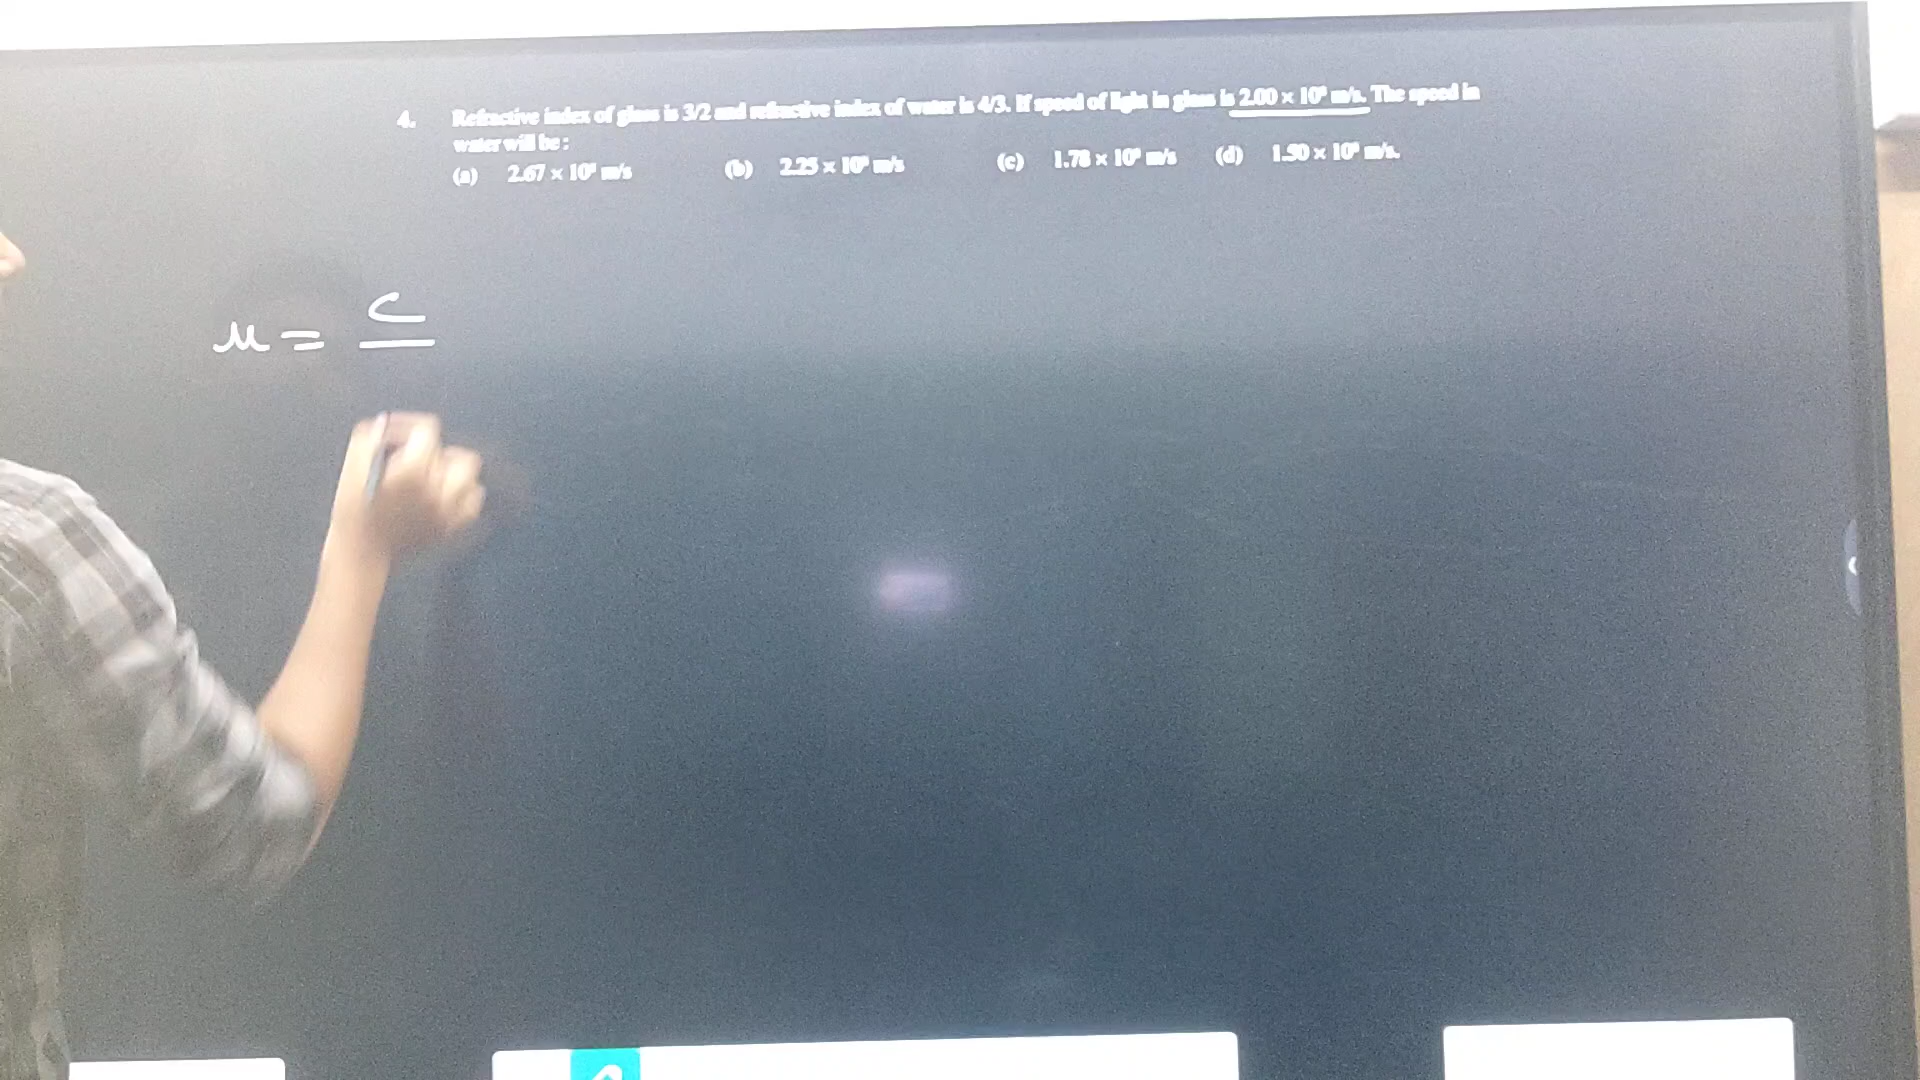 4. Refractive index of glass is 3/2 and refractive index of water is 4/3. If speed of light in glass is 2.00 × 10⁸ m/s. The speed in
water will be :
(a) 2.67 × 10⁸ m/s (b) 2.25 × 10⁸ m/s (c) 1.78 × 10⁸ m/s (d) 1.50 × 10⁸ m/s.
μ = c